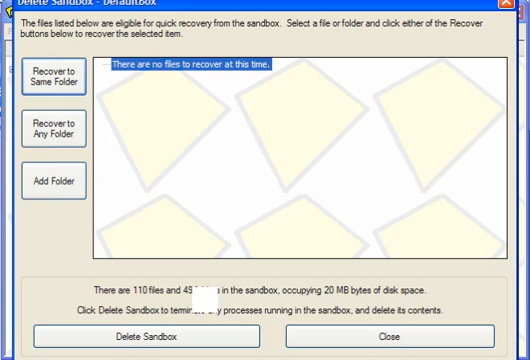 Delete Sandbox - DefaultBox
The files listed below are eligible for quick recovery from the sandbox. Select a file or folder and click either of the Recover
buttons below to recover the selected item.
Recover to
Same Folder
There are no files to recover at this time.
Recover to
Any Folder
Add Folder
There are 110 files and in the sandbox, occupying 20 MB bytes of disk space.
Click Delete Sandbox to processes running in the sandbox, and delete its contents.
Delete Sandbox
Close